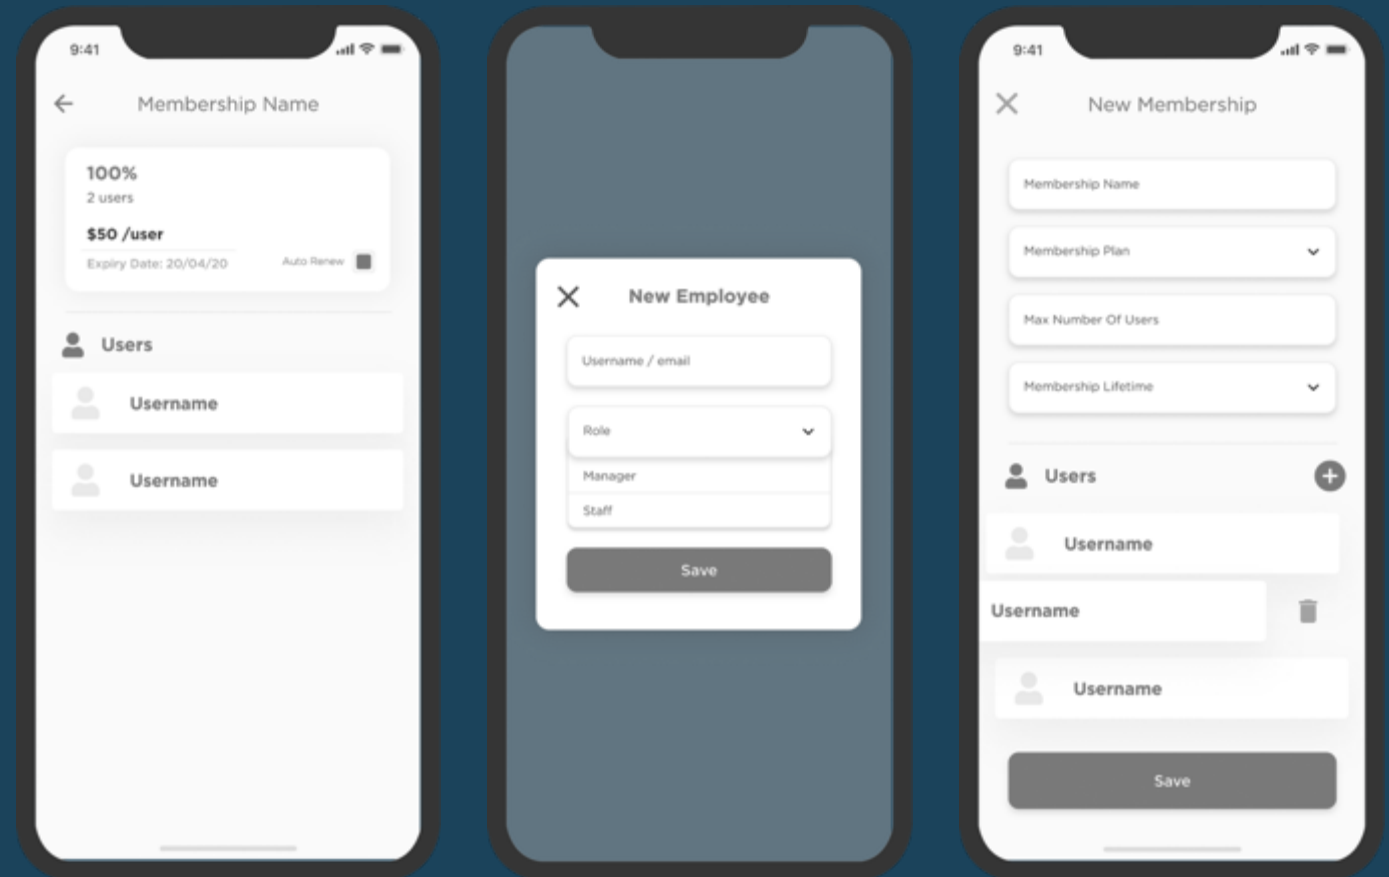 9:41
Membership Name
100%
2 users
$50 /user
Expiry Date: 20/04/20
Auto Renew
Users
Username
Username
New Employee
Username / email
Role
Manager
Staff
Save
9:41
New Membership
Membership Name
Membership Plan
Max Number Of Users
Membership Lifetime
Users
Username
Username
Username
Save